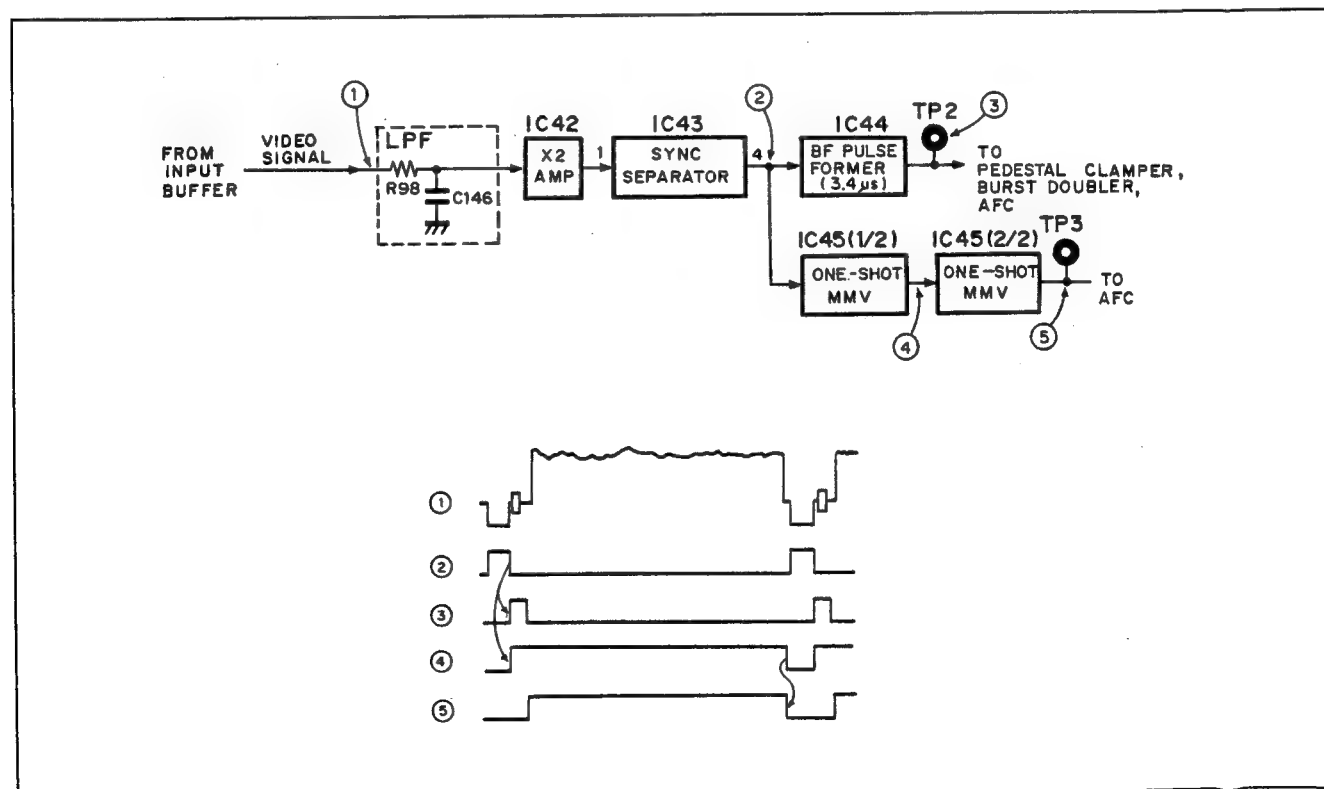 FROM
INPUT
BUFFER
VIDEO
SIGNAL
①
LPF
R98
C146
IC42
X2
AMP
1
IC43
SYNC
SEPARATOR
4
②
IC44
BF PULSE
FORMER
(3.4μs)
TP2
③
TO
PEDESTAL CLAMPER,
BURST DOUBLER,
AFC
IC45(1/2)
ONE-SHOT
MMV
④
IC45(2/2)
ONE-SHOT
MMV
TP3
⑤
TO
AFC
①
②
③
④
⑤